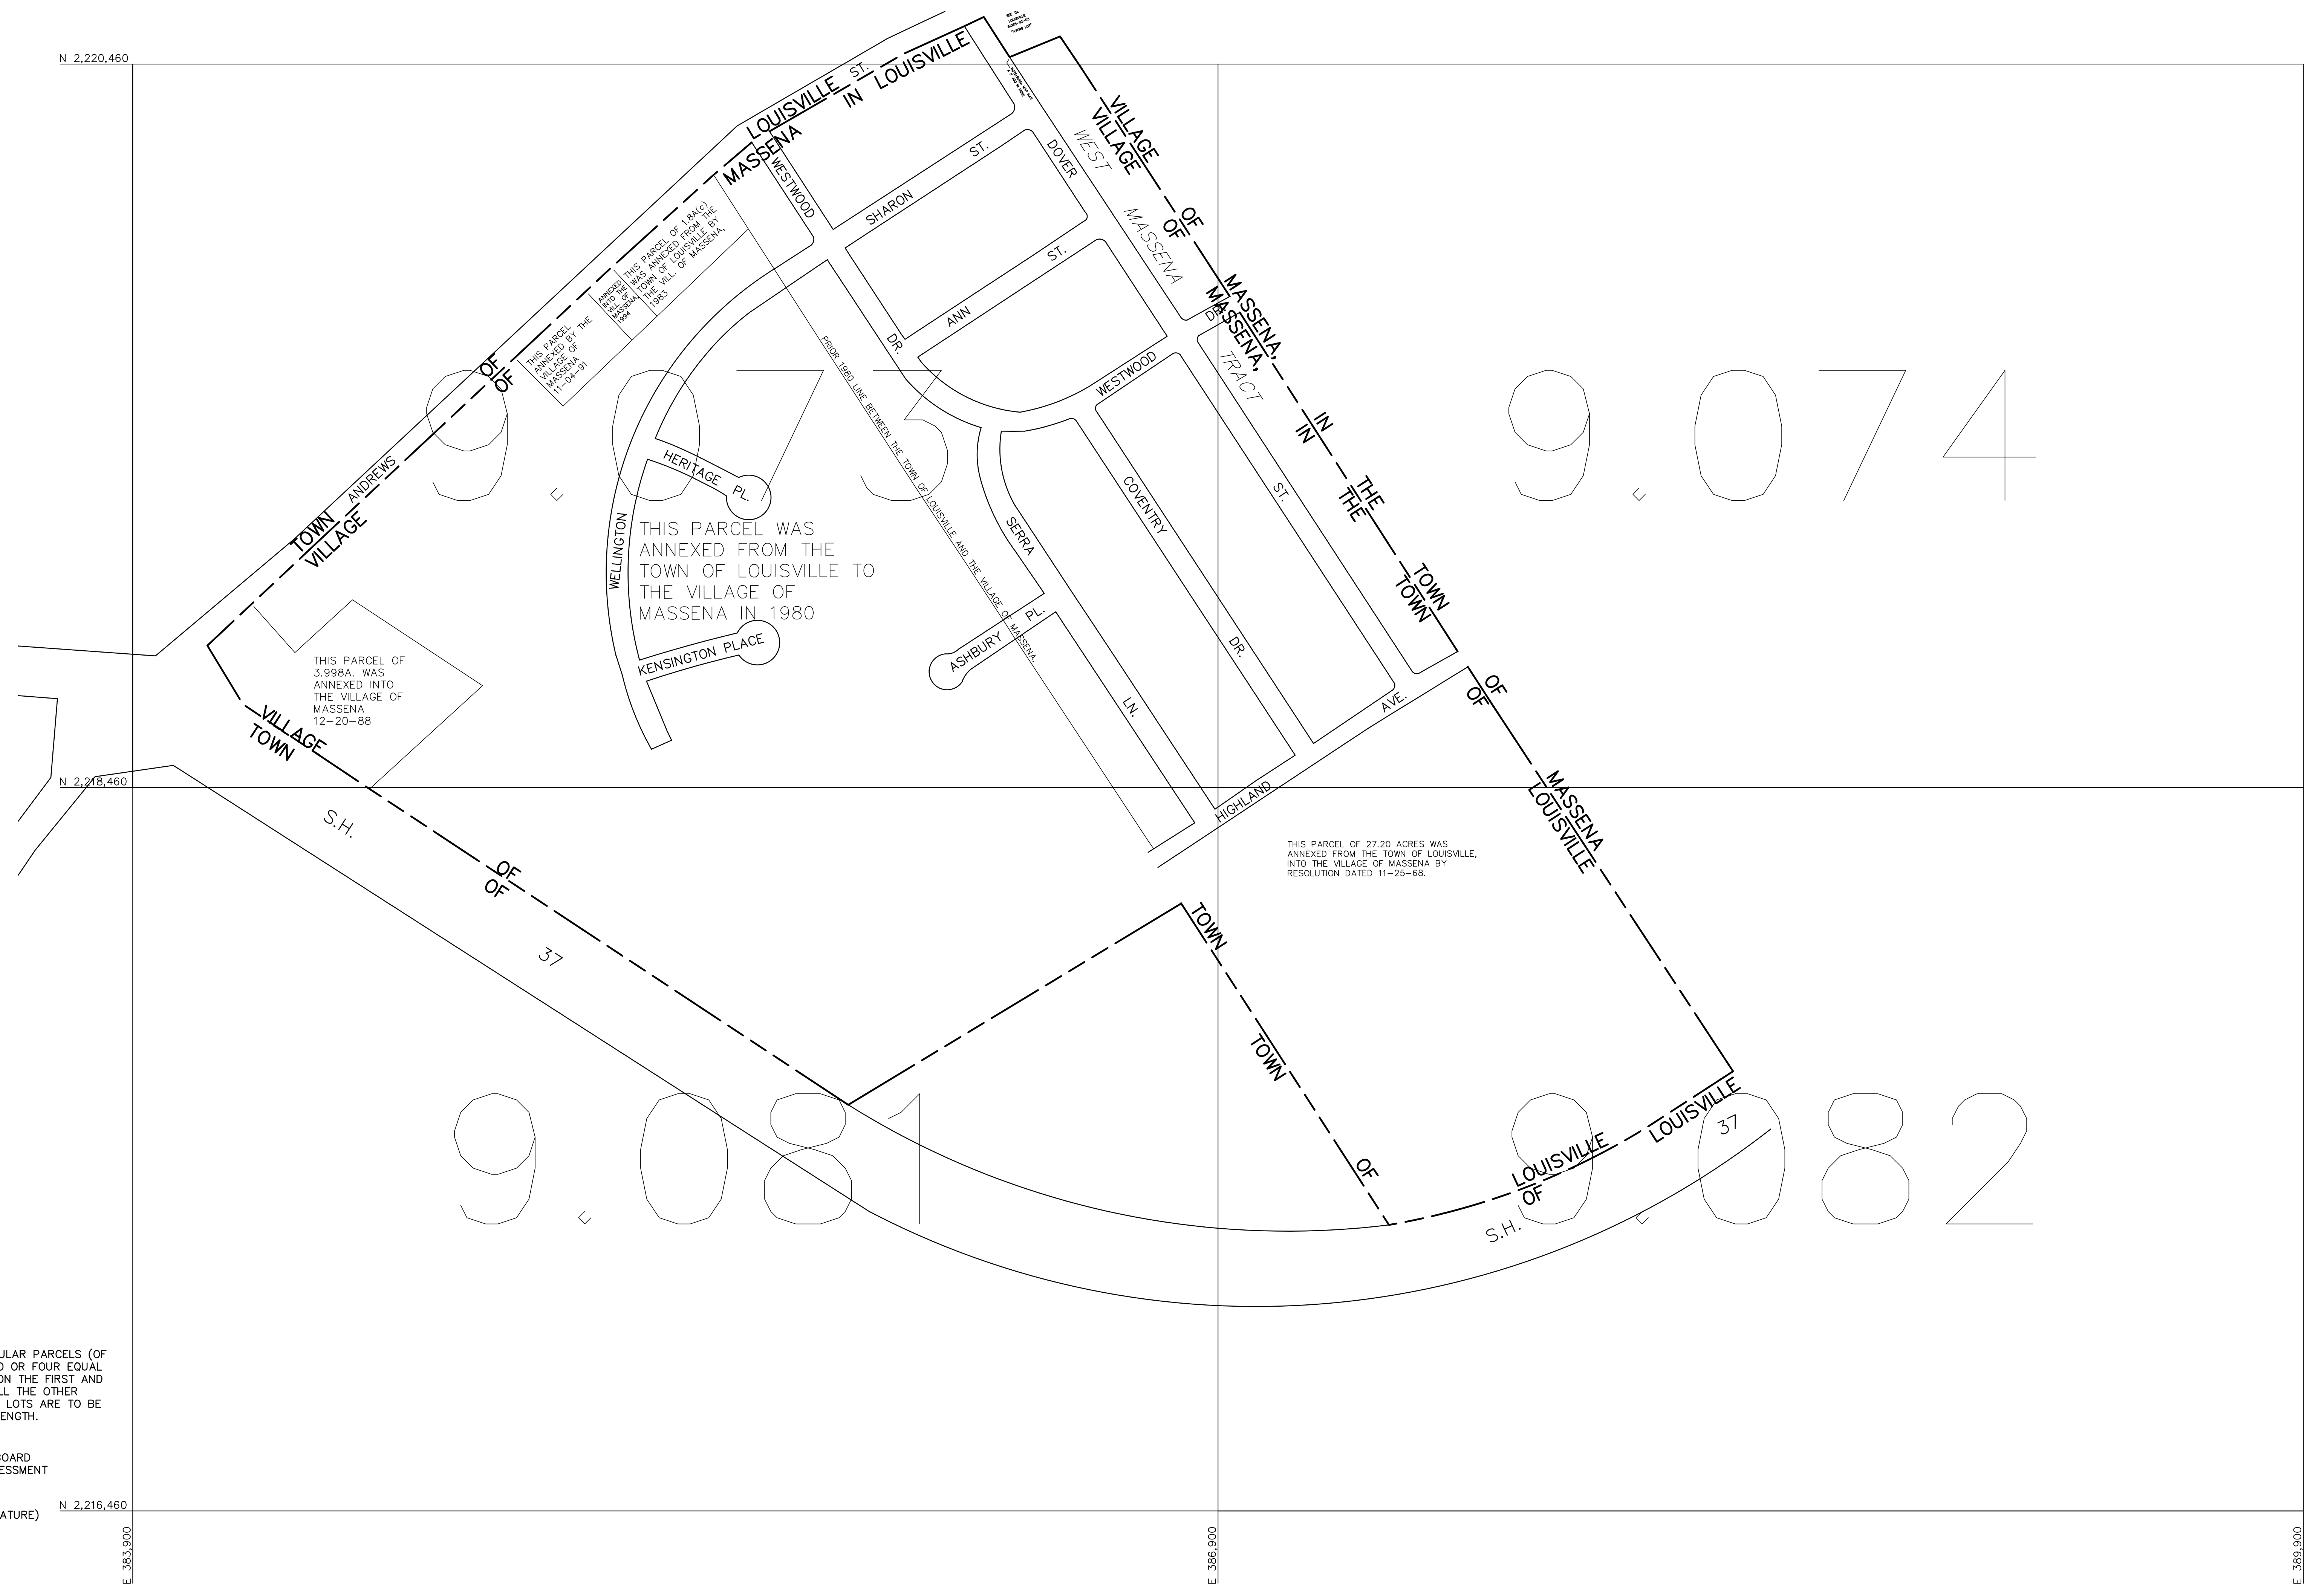 N 2,220,460
LOUISVILLE ST.
MASSENA
IN LOUISVILLE
VILLAGE OF MASSENA, IN THE TOWN OF MASSENA
VILLAGE OF MASSENA, IN THE TOWN OF LOUISVILLE
WEST MASSENA TRACT
WESTWOOD
DR.
SHARON ST.
DOVER
ST.
ANN ST.
WESTWOOD
DR.
THIS PARCEL OF 1.8A(c)
WAS ANNEXED FROM THE
TOWN OF LOUISVILLE BY
THE VILL. OF MASSENA,
1983
ANNEXED
INTO THE
VILL. OF
MASSENA,
1994
THIS PARCEL
ANNEXED BY THE
VILLAGE OF
MASSENA
11-04-91
OF
OF
ANDREWS
TOWN
VILLAGE
9.073
9.074
PRIOR 1980 LINE BETWEEN THE TOWN OF LOUISVILLE AND THE VILLAGE OF MASSENA.
HERITAGE PL.
WELLINGTON
THIS PARCEL WAS
ANNEXED FROM THE
TOWN OF LOUISVILLE TO
THE VILLAGE OF
MASSENA IN 1980
KENSINGTON PLACE
COVENTRY
DR.
SERRA
LN.
ASHBURY PL.
HIGHLAND AVE.
THIS PARCEL OF
3.998A. WAS
ANNEXED INTO
THE VILLAGE OF
MASSENA
12-20-88
VILLAGE
TOWN
OF
OF
N 2,218,460
S.H.
37
THIS PARCEL OF 27.20 ACRES WAS
ANNEXED FROM THE TOWN OF LOUISVILLE,
INTO THE VILLAGE OF MASSENA BY
RESOLUTION DATED 11-25-68.
TOWN
TOWN
OF
LOUISVILLE
OF
LOUISVILLE
9.081
9.082
S.H.
37
ULAR PARCELS (OF
O OR FOUR EQUAL
ON THE FIRST AND
LL THE OTHER
LOTS ARE TO BE
ENGTH.
BOARD
ESSMENT
ATURE)
N 2,216,460
E 383,900
E 386,900
E 389,900